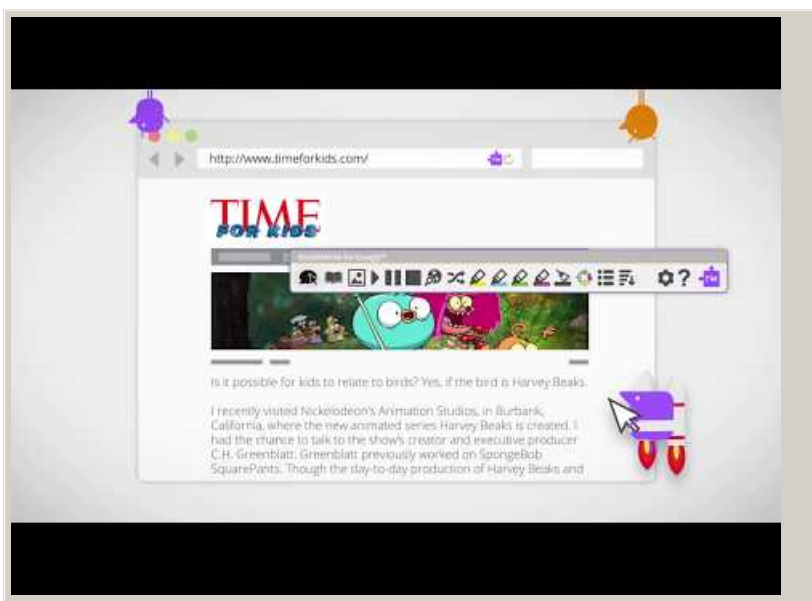 http://www.timeforkids.com/
TIME
FOR KIDS
Is it possible for kids to relate to birds? Yes, if the bird is Harvey Beaks.
I recently visited Nickelodeon's Animation Studios, in Burbank,
California, where the new animated series Harvey Beaks is created. I
had the chance to talk to the show's creator and executive producer
C.H. Greenblatt. Greenblatt previously worked on SpongeBob
SquarePants. Though the day-to-day production of Harvey Beaks and